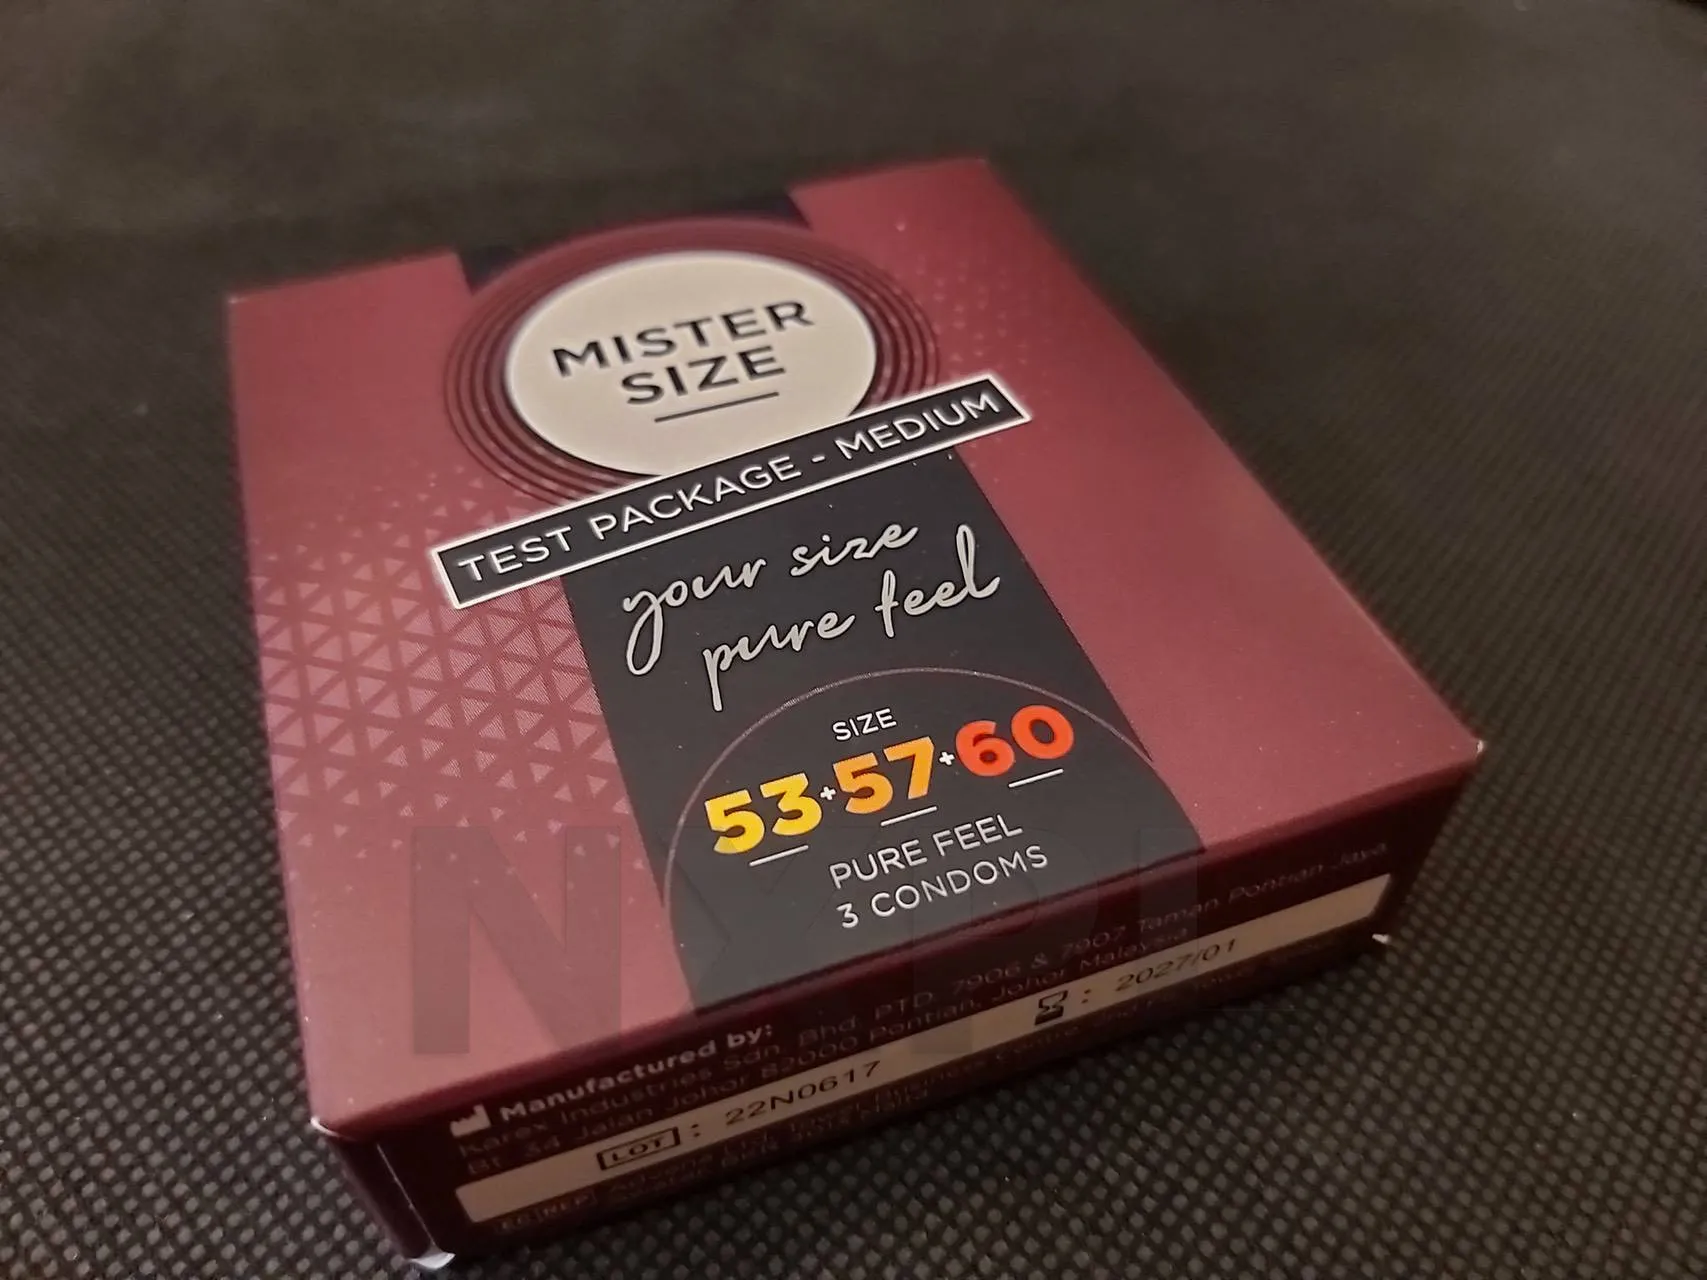 MISTER
SIZE
TEST PACKAGE - MEDIUM
your size
pure feel
SIZE
53+57+60
PURE FEEL
3 CONDOMS
Manufactured by:
Karex Industries Sdn. Bhd. PTD. 7906 & 7907 Taman Pontian Jaya
Bt. 34 Jalan Johor 82000 Pontian, Johor Malaysia
LOT : 22N0617 : 2027/01
EC REP